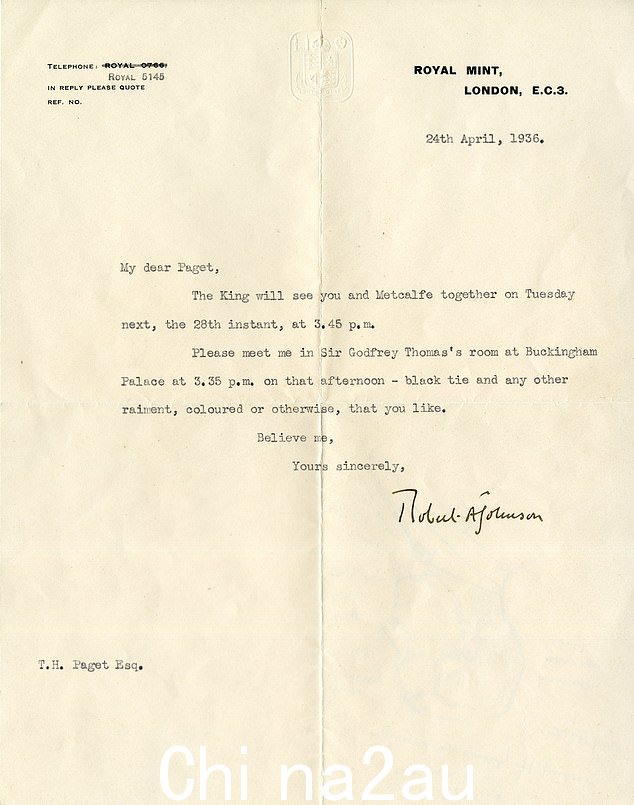 TELEPHONE: ROYAL 0766.
ROYAL 5145
IN REPLY PLEASE QUOTE
REF. NO.
ROYAL MINT,
LONDON, E.C.3.
24th April, 1936.
My dear Paget,
The King will see you and Metcalfe together on Tuesday
next, the 28th instant, at 3.45 p.m.
Please meet me in Sir Godfrey Thomas's room at Buckingham
Palace at 3.35 p.m. on that afternoon - black tie and any other
raiment, coloured or otherwise, that you like.
Believe me,
Yours sincerely,
Robert A Johnson
T.H. Paget Esq.
Chi na2au